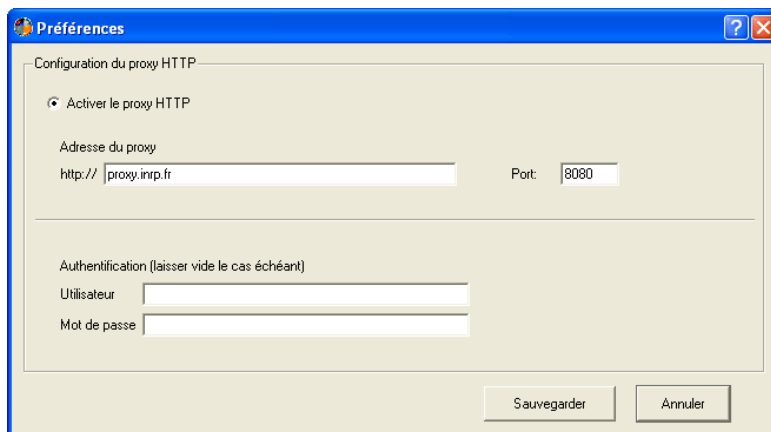 Préférences
Configuration du proxy HTTP
Activer le proxy HTTP
Adresse du proxy
http:// proxy.inrp.fr Port: 8080
Authentification (laisser vide le cas échéant)
Utilisateur
Mot de passe
Sauvegarder Annuler